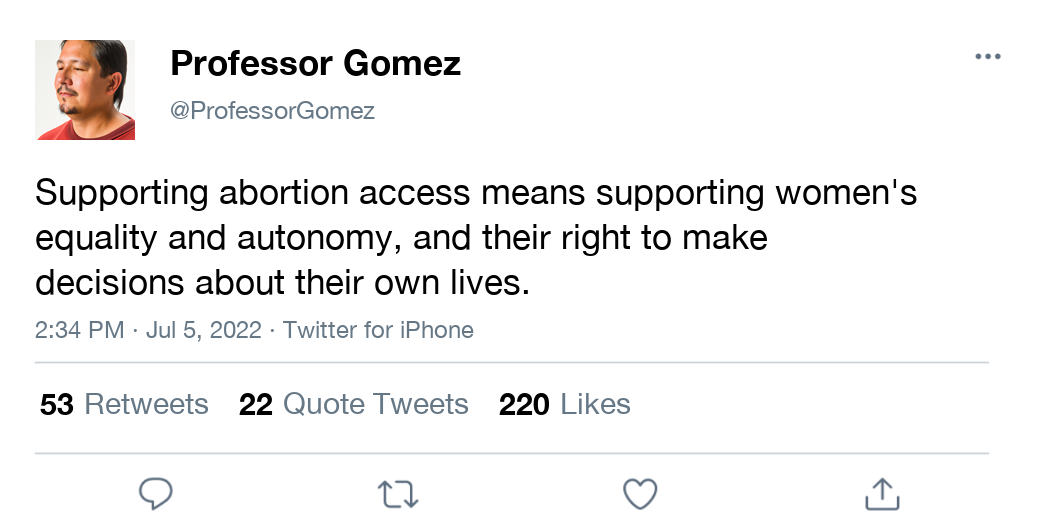 Professor Gomez
@ProfessorGomez
Supporting abortion access means supporting women's
equality and autonomy, and their right to make
decisions about their own lives.
2:34 PM · Jul 5, 2022 · Twitter for iPhone
53 Retweets 22 Quote Tweets 220 Likes